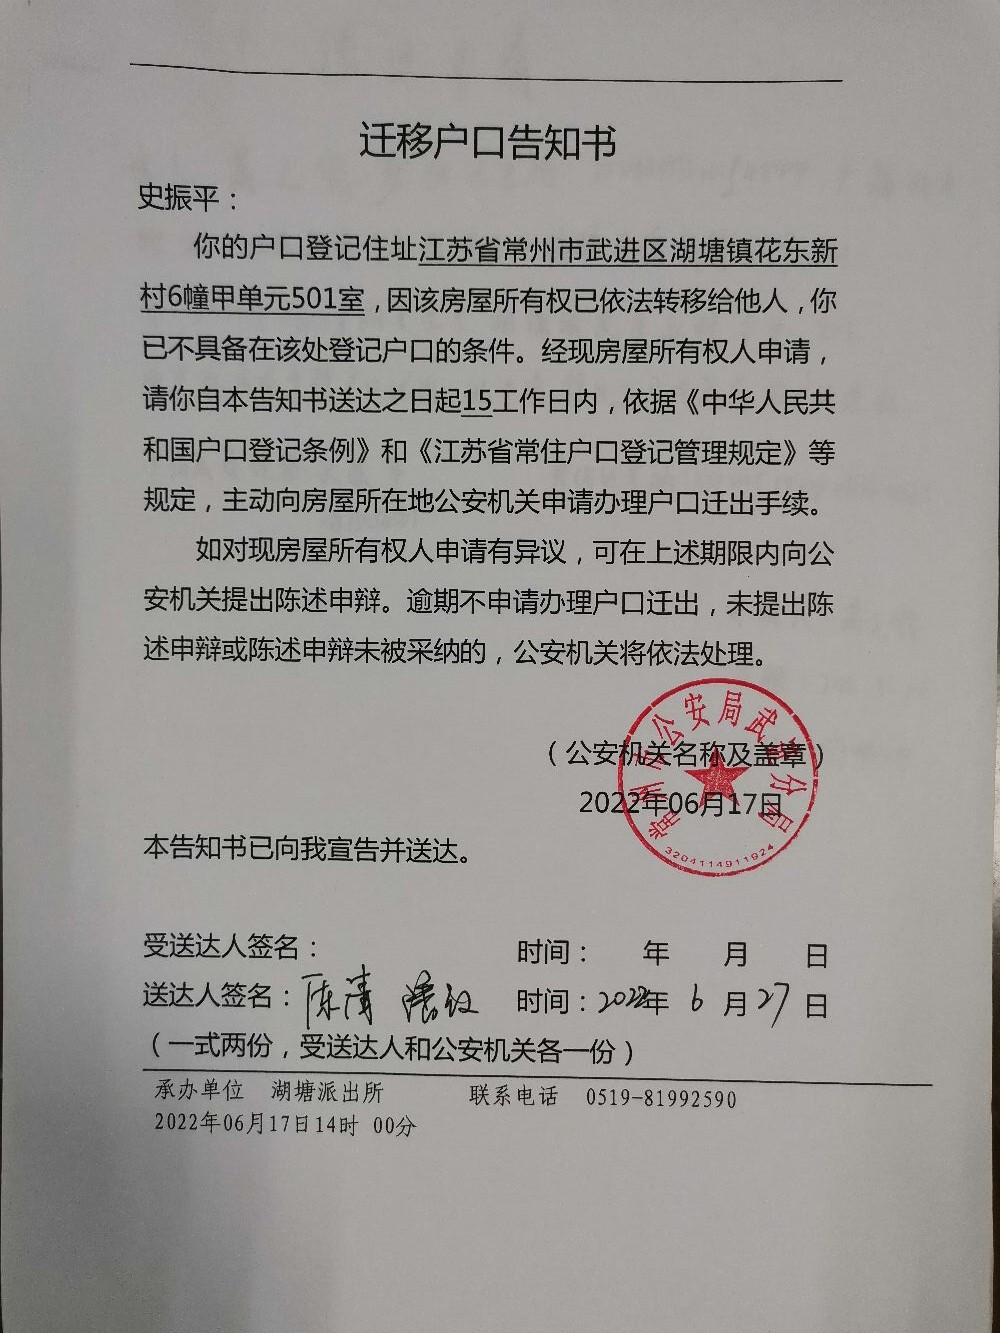 迁移户口告知书
史振平：
你的户口登记住址江苏省常州市武进区湖塘镇花东新
村6幢甲单元501室，因该房屋所有权已依法转移给他人，你
已不具备在该处登记户口的条件。经现房屋所有权人申请，
请你自本告知书送达之日起15工作日内，依据《中华人民共
和国户口登记条例》和《江苏省常住户口登记管理规定》等
规定，主动向房屋所在地公安机关申请办理户口迁出手续。
如对现房屋所有权人申请有异议，可在上述期限内向公
安机关提出陈述申辩。逾期不申请办理户口迁出，未提出陈
述申辩或陈述申辩未被采纳的，公安机关将依法处理。
常州市公安局武进分局
（公安机关名称及盖章）
2022年06月17日
3204114911924
本告知书已向我宣告并送达。
受送达人签名： 时间： 年 月 日
送达人签名： 时间：2022年 6 月 27 日
（一式两份，受送达人和公安机关各一份）
承办单位 湖塘派出所 联系电话 0519-81992590
2022年06月17日14时 00分